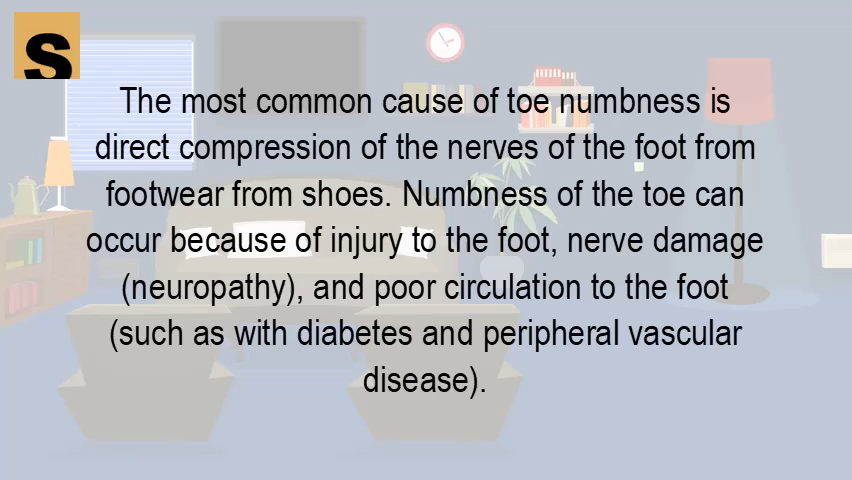 S
The most common cause of toe numbness is
direct compression of the nerves of the foot from
footwear from shoes. Numbness of the toe can
occur because of injury to the foot, nerve damage
(neuropathy), and poor circulation to the foot
(such as with diabetes and peripheral vascular
disease).